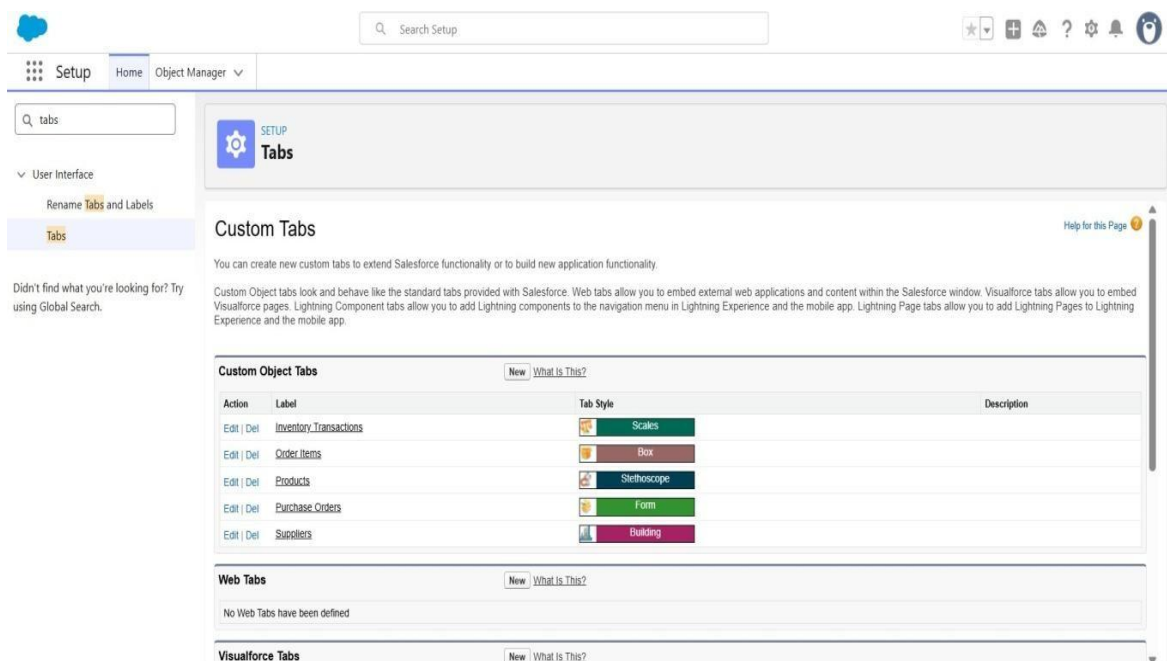 Search Setup
Setup
Home
Object Manager
tabs
User Interface
Rename Tabs and Labels
Tabs
Didn't find what you're looking for? Try
using Global Search.
SETUP
Tabs
Custom Tabs
Help for this Page
You can create new custom tabs to extend Salesforce functionality or to build new application functionality.
Custom Object tabs look and behave like the standard tabs provided with Salesforce. Web tabs allow you to embed external web applications and content within the Salesforce window. Visualforce tabs allow you to embed
Visualforce pages. Lightning Component tabs allow you to add Lightning components to the navigation menu in Lightning Experience and the mobile app. Lightning Page tabs allow you to add Lightning Pages to Lightning
Experience and the mobile app.
Custom Object Tabs New What Is This?
Action Label Tab Style Description
Edit | Del Inventory Transactions Scales
Edit | Del Order Items Box
Edit | Del Products Stethoscope
Edit | Del Purchase Orders Form
Edit | Del Suppliers Building
Web Tabs New What Is This?
No Web Tabs have been defined
Visualforce Tabs New What Is This?